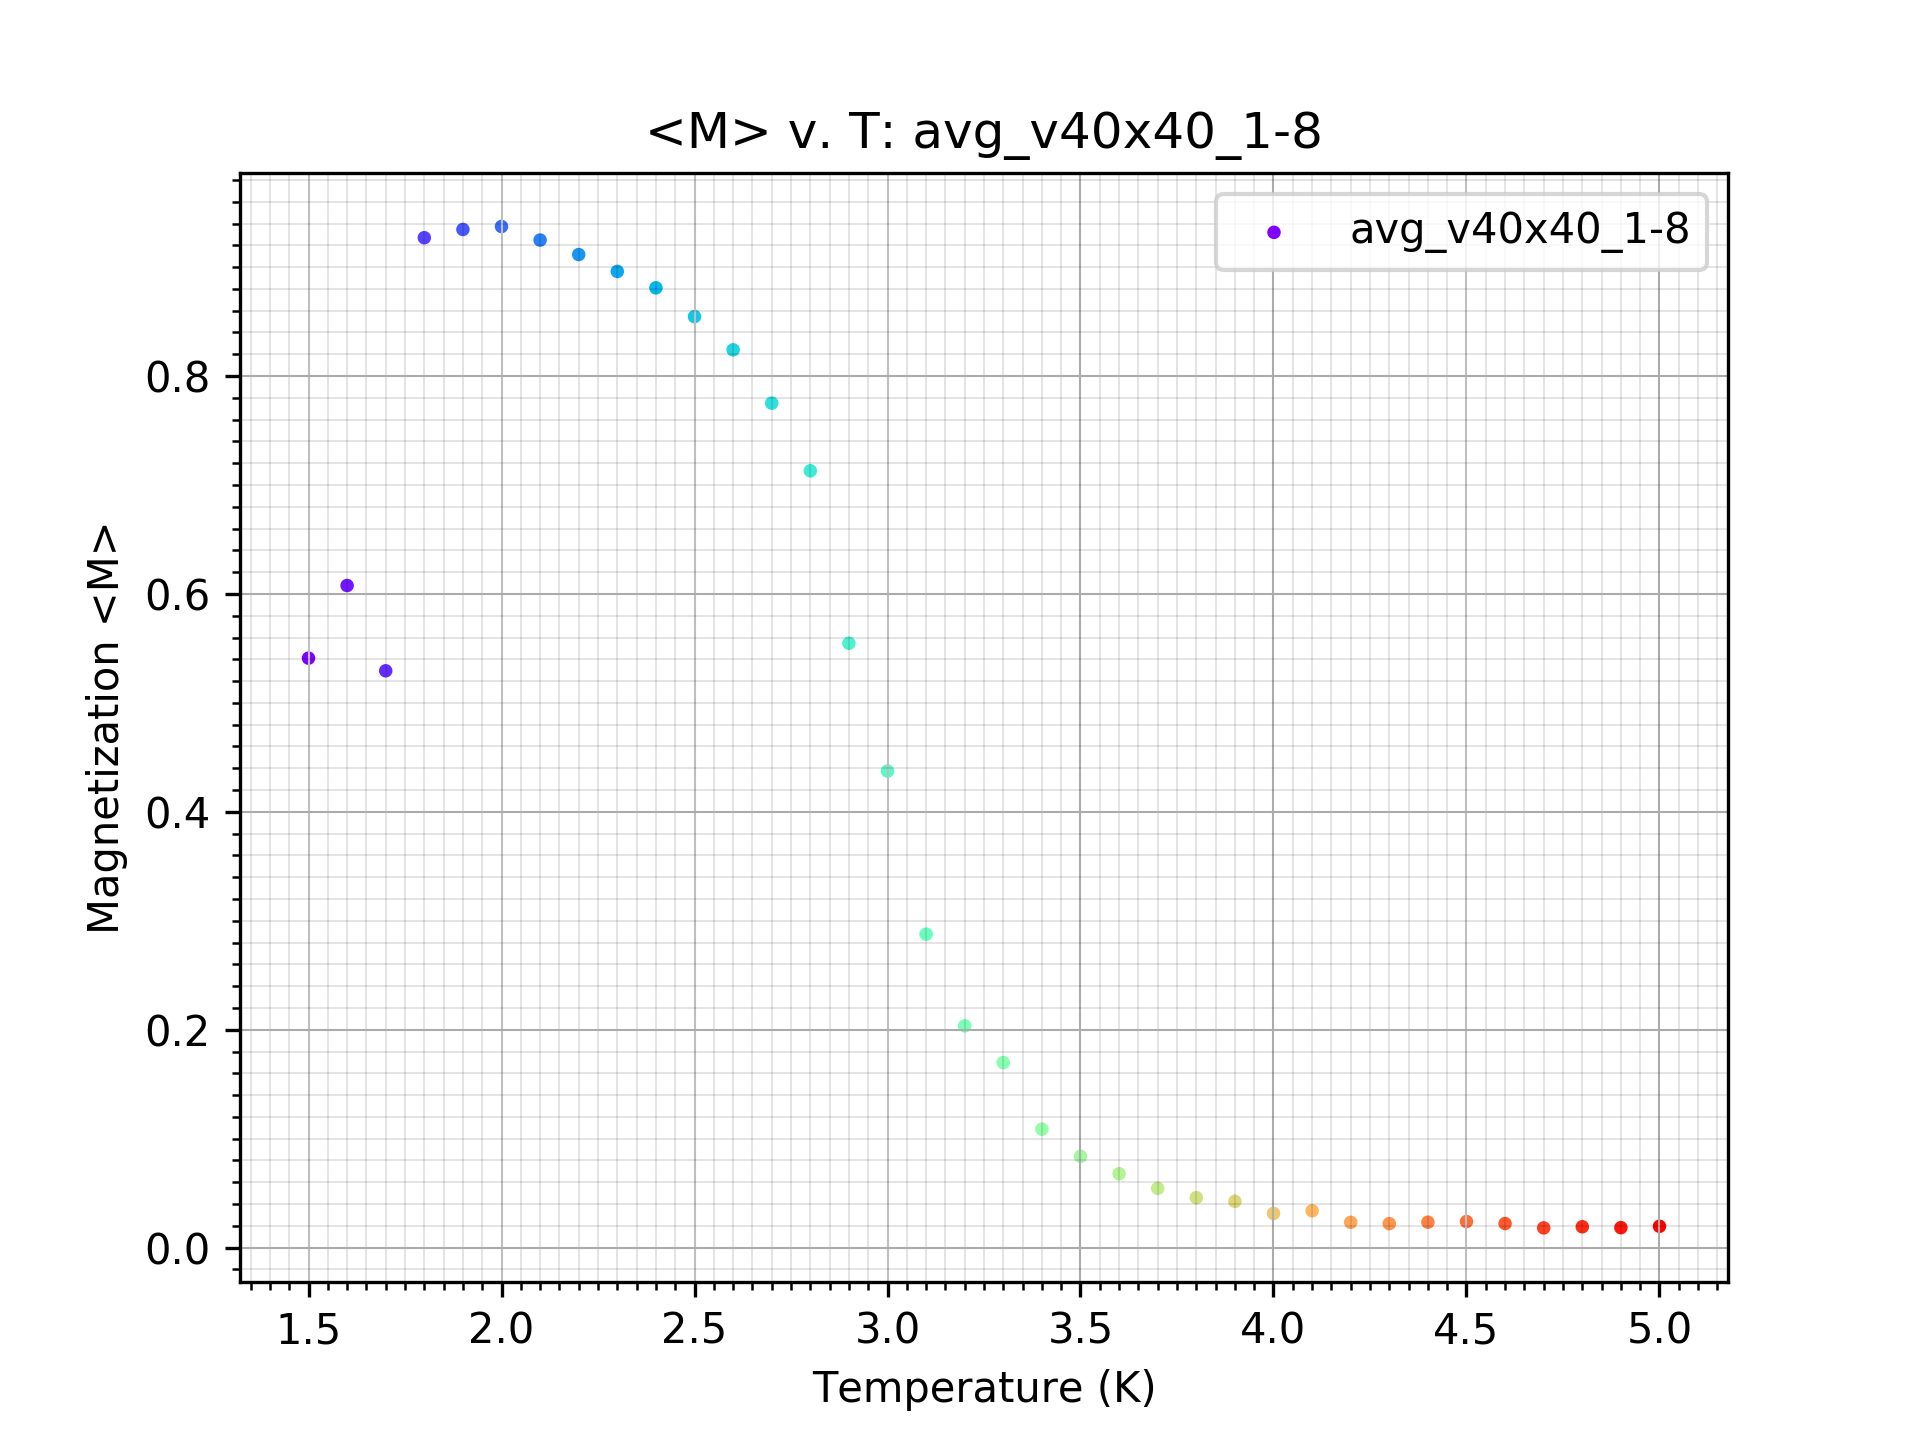 <M> v. T: avg_v40x40_1-8
avg_v40x40_1-8
Magnetization <M>
0.8
0.6
0.4
0.2
0.0
1.5 2.0 2.5 3.0 3.5 4.0 4.5 5.0
Temperature (K)